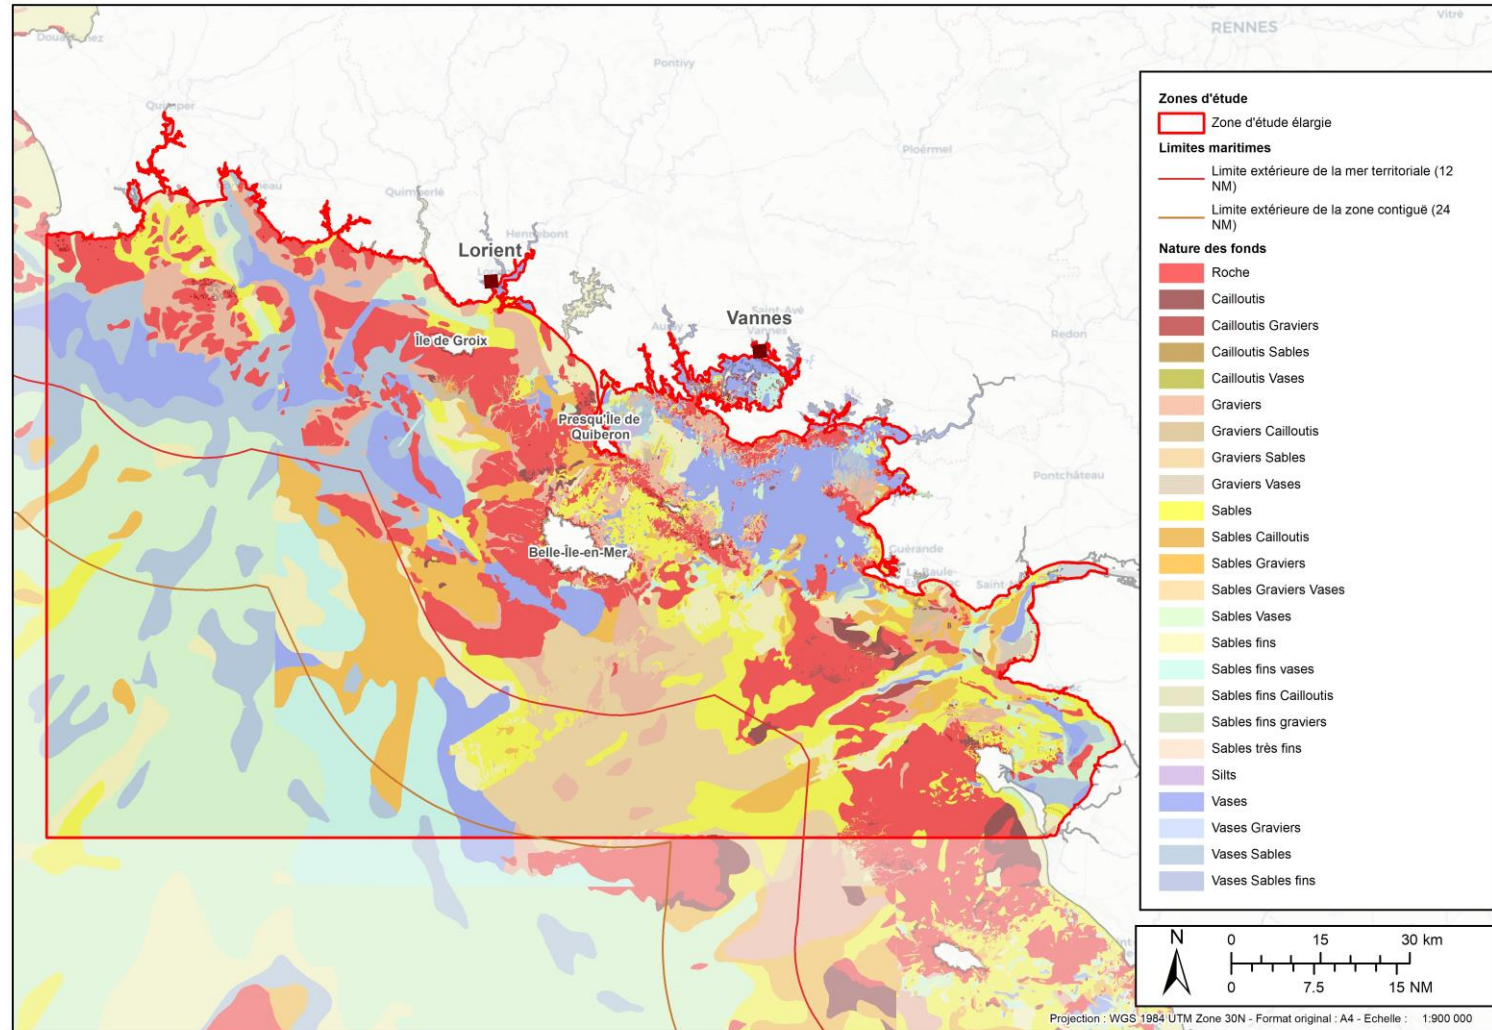 RENNES
Vitré
Pontivy
Quimper
Ploërmel
Quimperlé
Hennebont
Lorient
Saint-Avé
Vannes
Vannes
Auray
Redon
Île de Groix
Presqu'Île de
Quiberon
Pontchâteau
Belle-Île-en-Mer
Guérande
La Baule-
Zones d'étude
Zone d'étude élargie
Limites maritimes
Limite extérieure de la mer territoriale (12
NM)
Limite extérieure de la zone contiguë (24
NM)
Nature des fonds
Roche
Cailloutis
Cailloutis Graviers
Cailloutis Sables
Cailloutis Vases
Graviers
Graviers Cailloutis
Graviers Sables
Graviers Vases
Sables
Sables Cailloutis
Sables Graviers
Sables Graviers Vases
Sables Vases
Sables fins
Sables fins vases
Sables fins Cailloutis
Sables fins graviers
Sables très fins
Silts
Vases
Vases Graviers
Vases Sables
Vases Sables fins
N
0 15 30 km
0 7.5 15 NM
Projection : WGS 1984 UTM Zone 30N - Format original : A4 - Echelle : 1:900 000